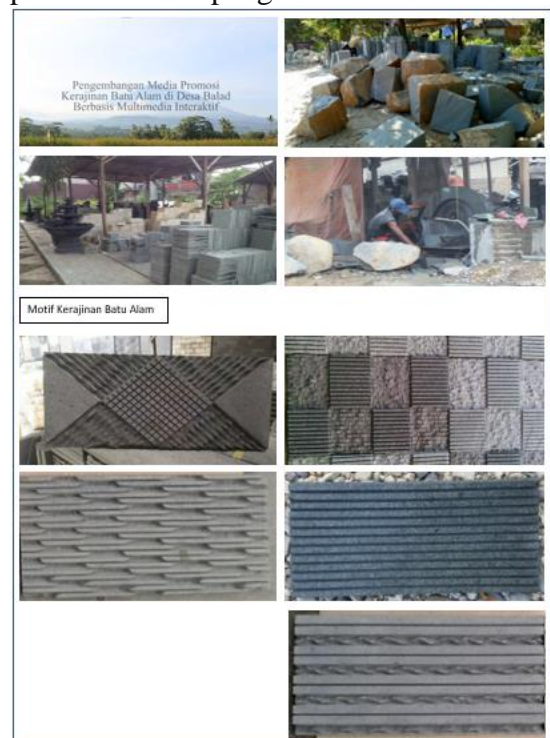 Pengembangan Media Promosi
Kerajinan Batu Alam di Desa Balad
Berbasis Multimedia Interaktif
Motif Kerajinan Batu Alam